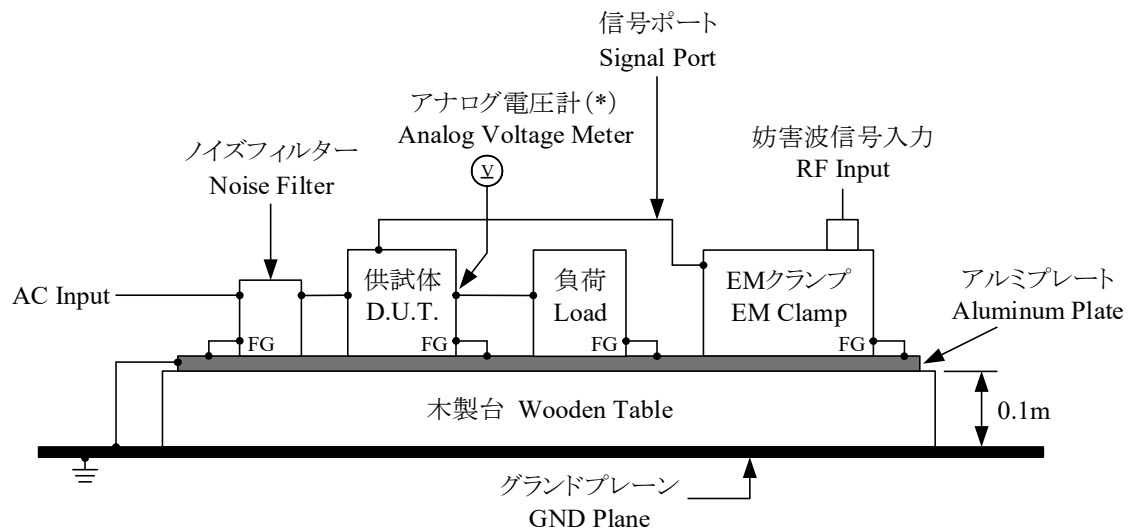 信号ポート
Signal Port
アナログ電圧計(*)
Analog Voltage Meter
妨害波信号入力
RF Input
ノイズフィルター
Noise Filter
V
AC Input
供試体
D.U.T.
負荷
Load
EMクランプ
EM Clamp
アルミプレート
Aluminum Plate
FG
FG
FG
FG
木製台 Wooden Table
0.1m
グランドプレーン
GND Plane